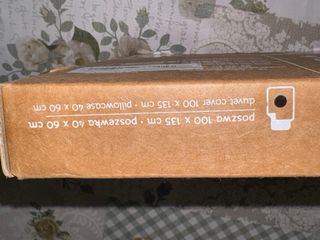 poszwa 100 x 135 cm • poszewka 40 x 60 cm
duvet cover 100 x 135 cm • pillowcase 40 x 60 cm